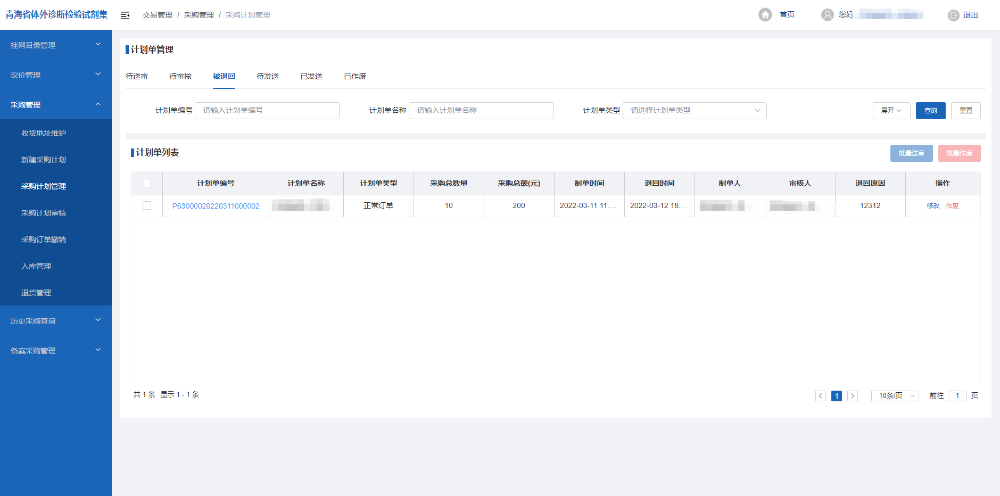 青海省体外诊断检验试剂集
交易管理 / 采购管理 / 采购计划管理
首页
您好
退出
挂网目录管理
议价管理
采购管理
收货地址维护
新建采购计划
采购计划管理
采购计划审核
采购订单撤销
入库管理
退货管理
历史采购查询
备案采购管理
计划单管理
待送审 待审核 被退回 待发送 已发送 已作废
计划单编号 请输入计划单编号 计划单名称 请输入计划单名称 计划单类型 请选择计划单类型 展开 查询 重置
计划单列表 批量送审 批量作废
计划单编号 计划单名称 计划单类型 采购总数量 采购总额(元) 制单时间 退回时间 制单人 审核人 退回原因 操作
P63000020220311000002 正常订单 10 200 2022-03-11 11:... 2022-03-12 18:... 12312 修改 作废
共 1 条 显示 1 - 1 条 1 10条/页 前往 1 页